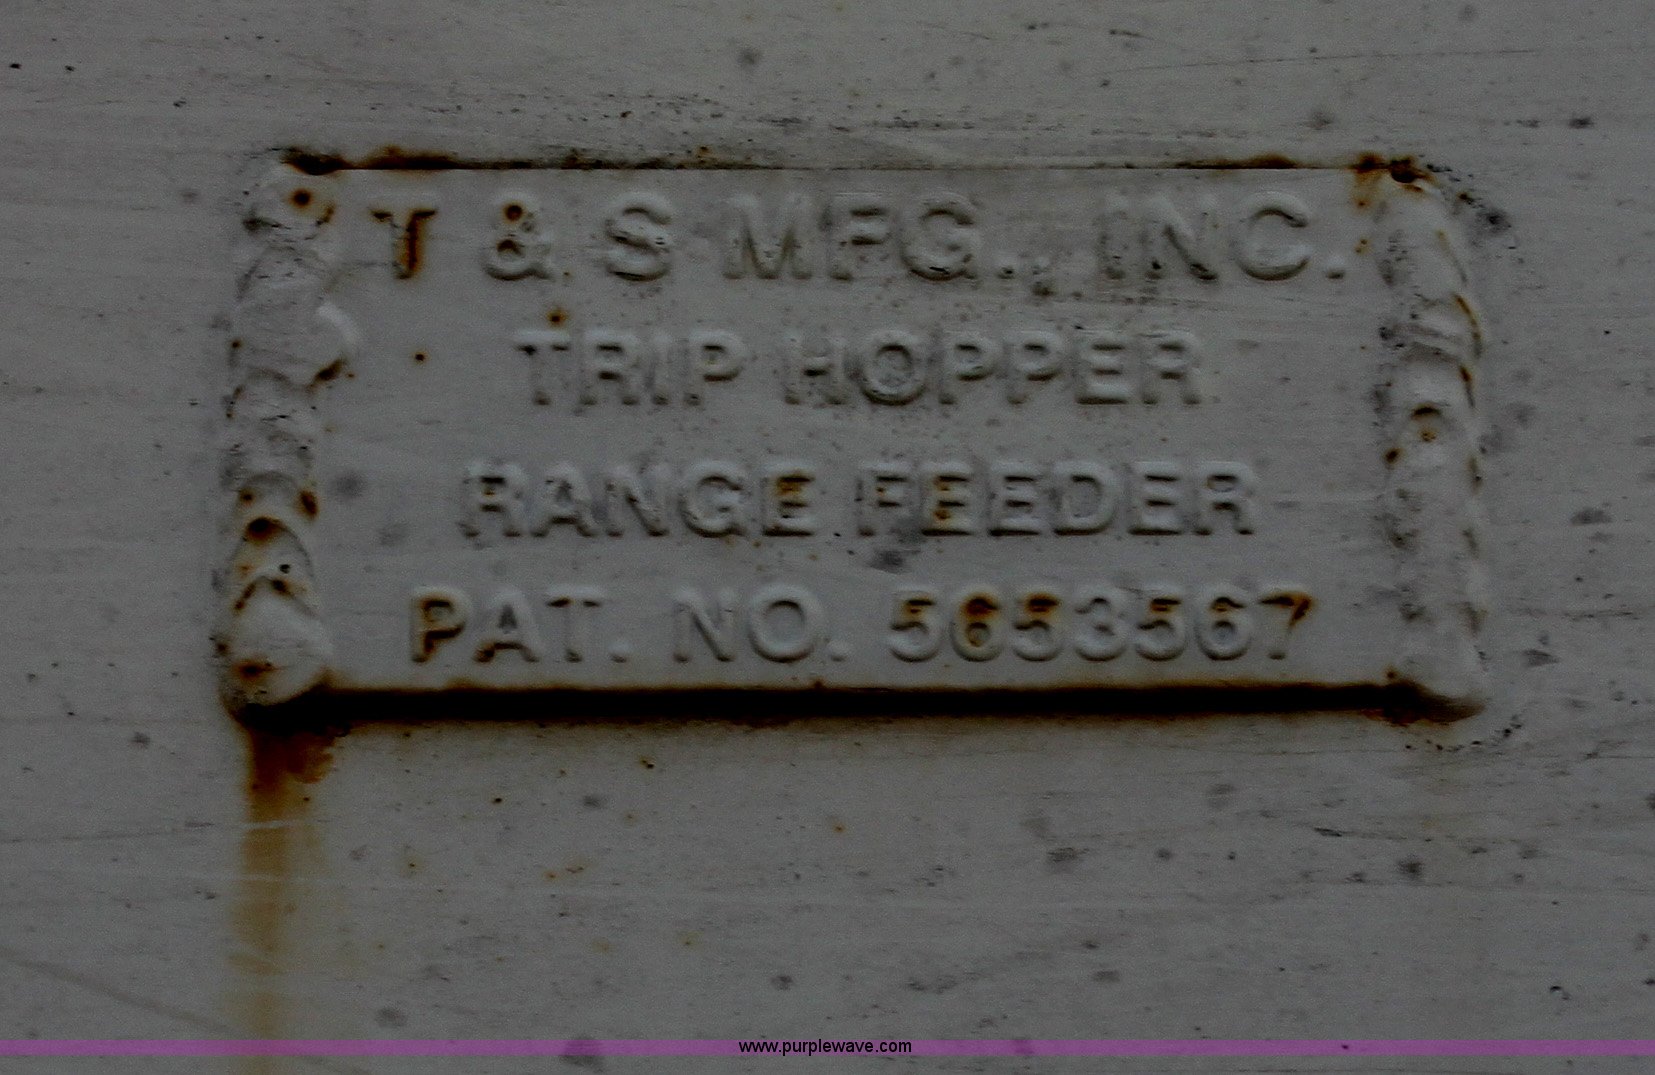 T & S MFG., INC.
TRIP HOPPER
RANGE FEEDER
PAT. NO. 5653567
www.purplewave.com